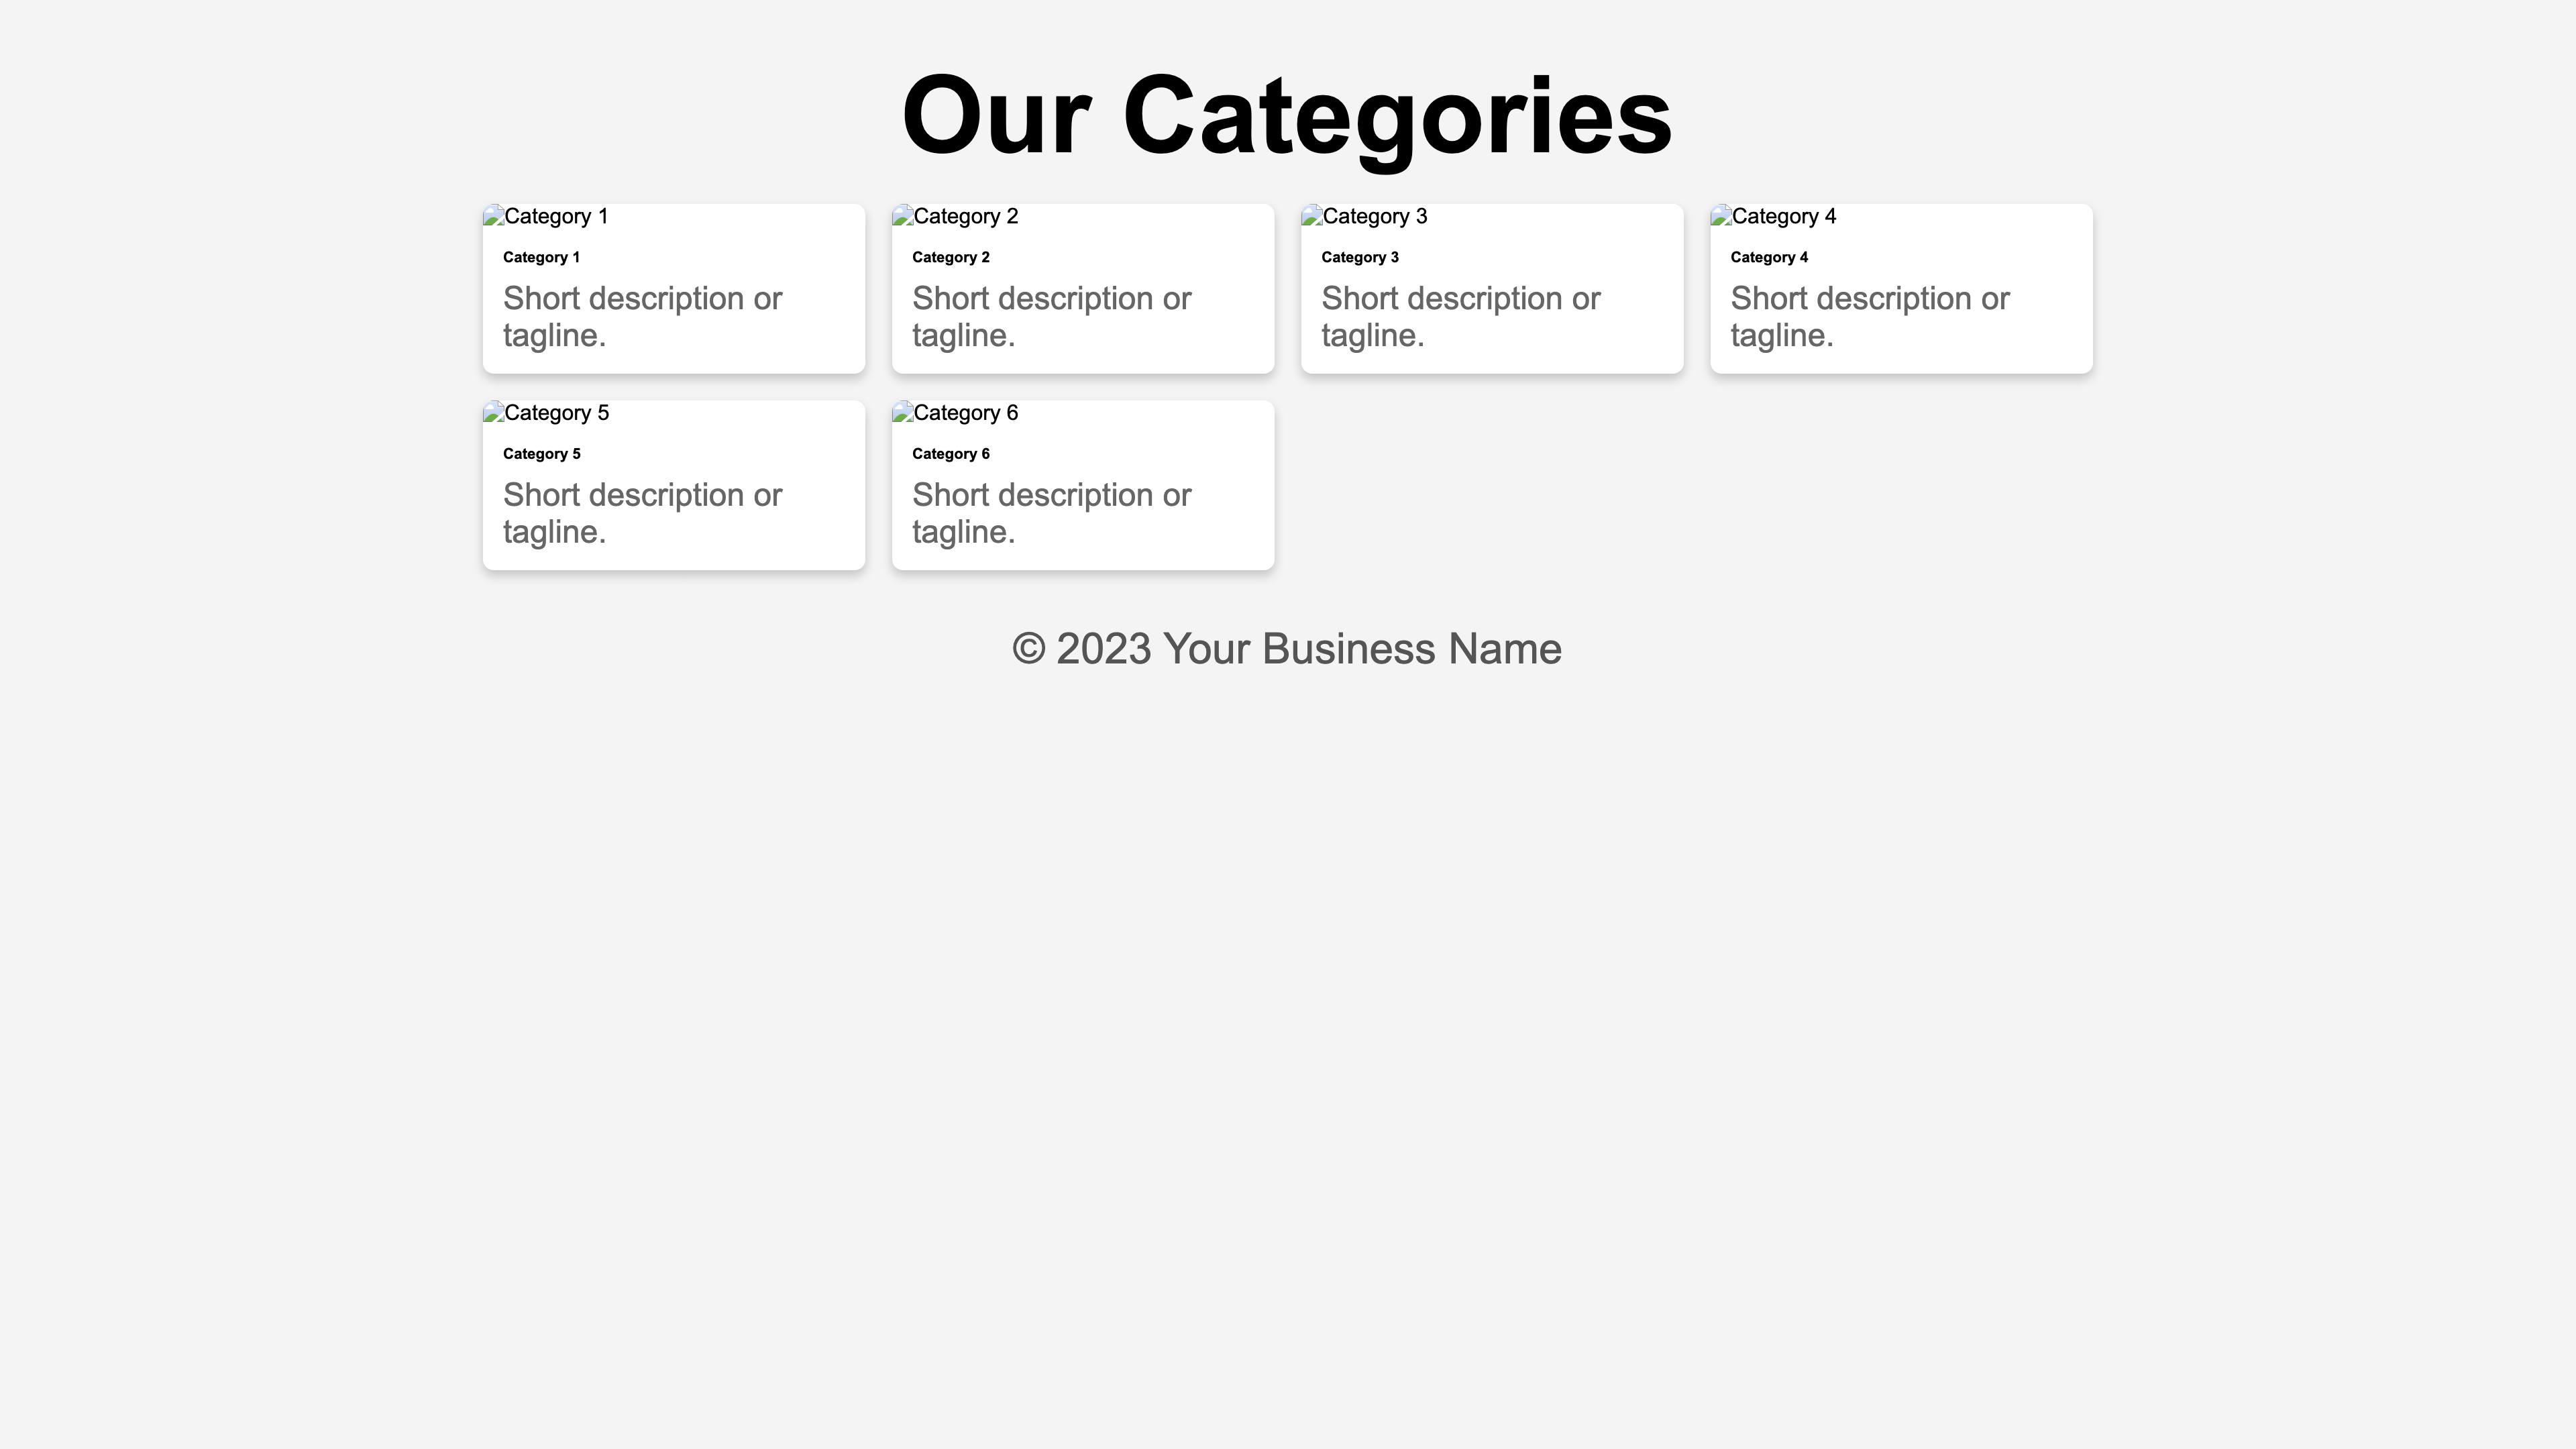 Our Categories
Category 1
Category 2
Category 3
Category 4
Category 1
Category 2
Category 3
Category 4
Short description or
tagline.
Short description or
tagline.
Short description or
tagline.
Short description or
tagline.
Category 5
Category 6
Category 5
Category 6
Short description or
tagline.
Short description or
tagline.
© 2023 Your Business Name